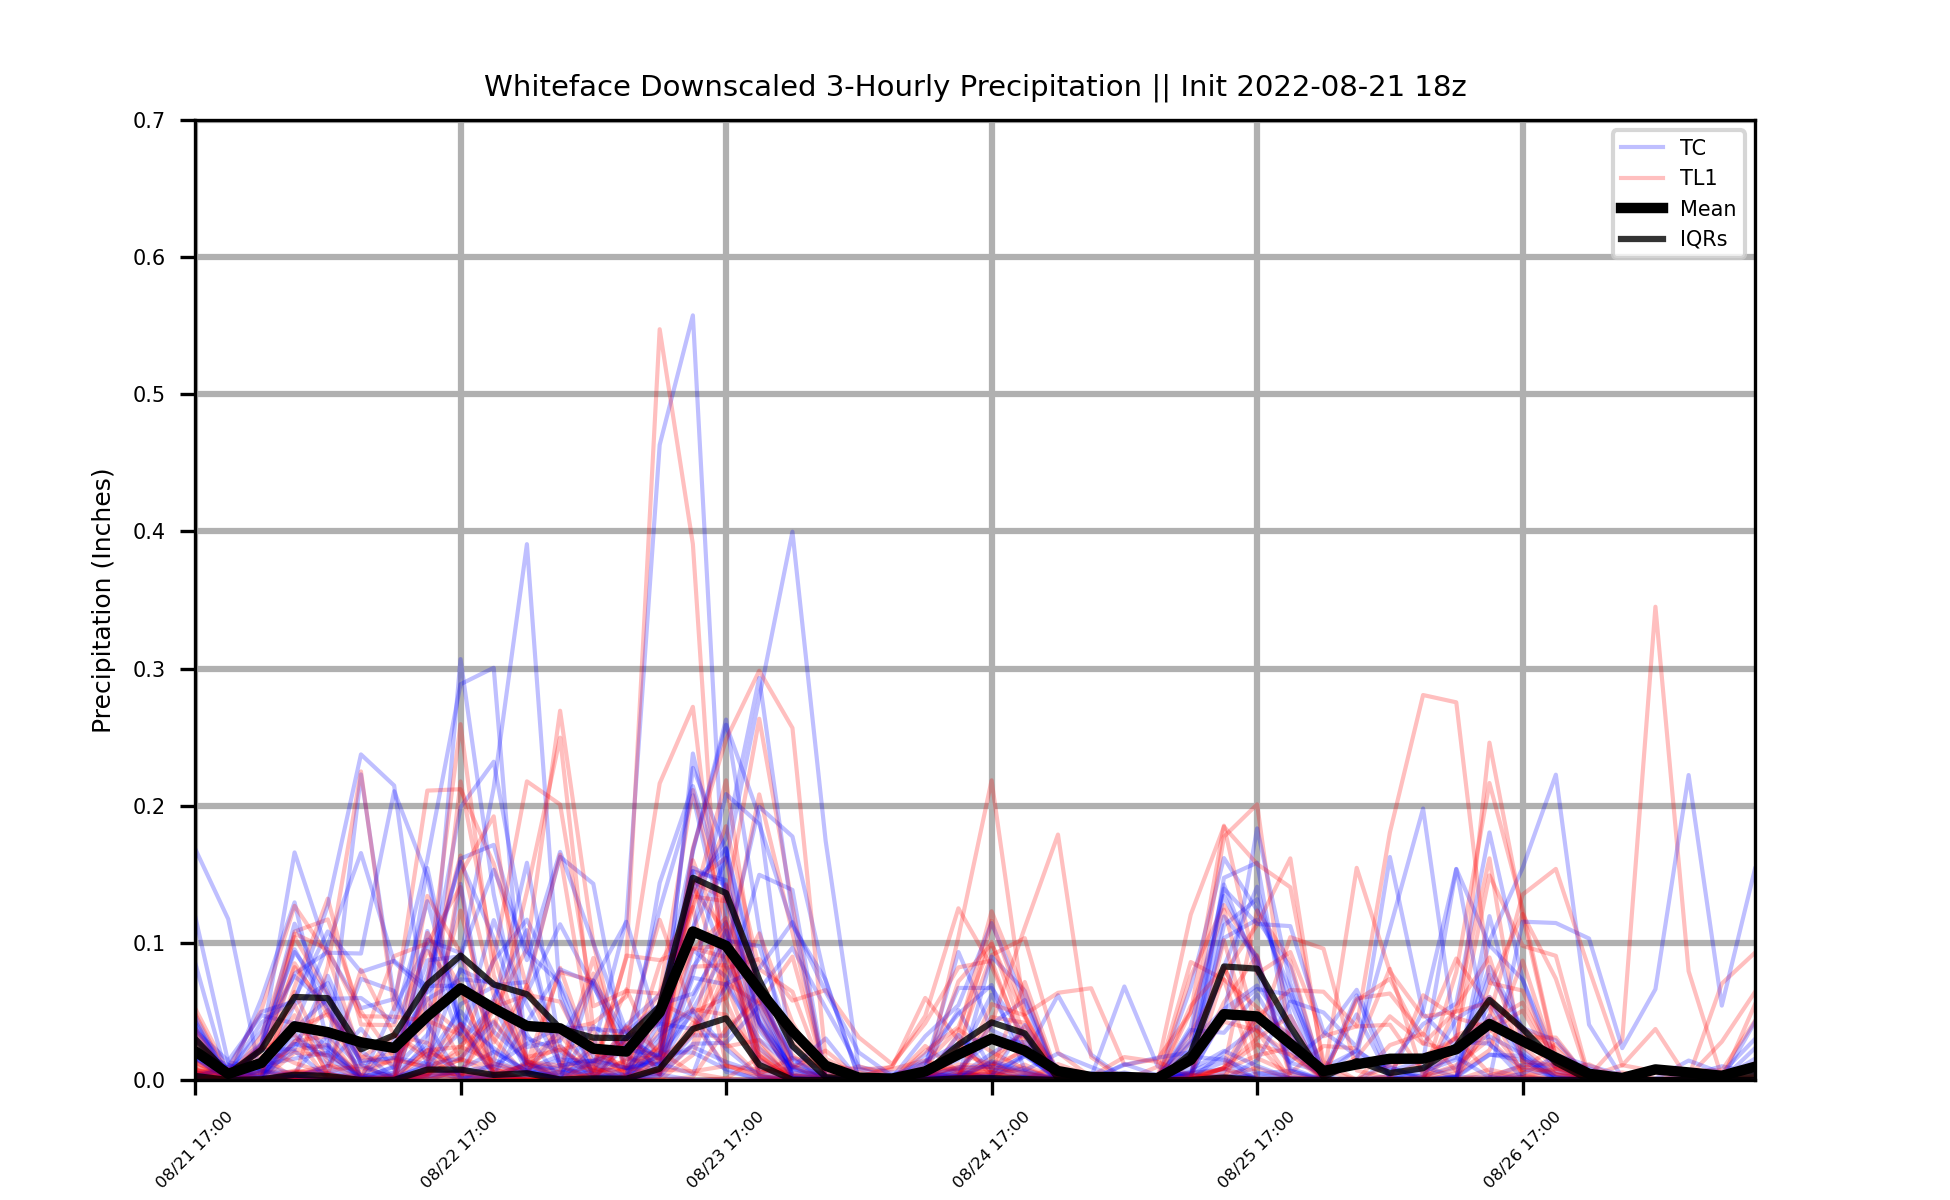 Whiteface Downscaled 3-Hourly Precipitation || Init 2022-08-21 18z
0.7
0.6
0.5
0.4
0.3
0.2
0.1
0.0
Precipitation (Inches)
TC
TL1
Mean
IQRs
08/21 17:00
08/22 17:00
08/23 17:00
08/24 17:00
08/25 17:00
08/26 17:00